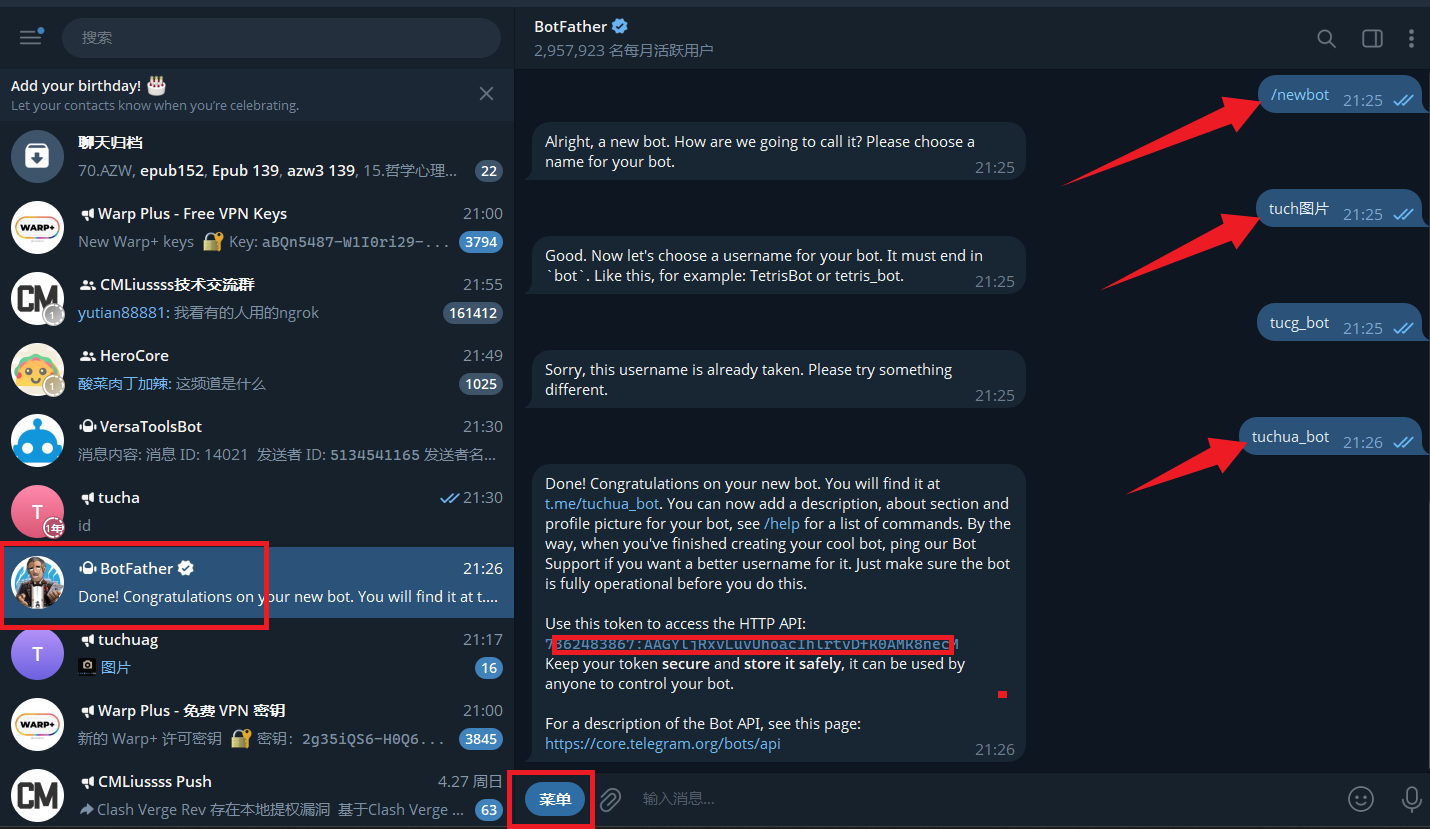 搜索
Add your birthday! 🎂
Let your contacts know when you're celebrating.
聊天归档
70.AZW, epub152, Epub 139, azw3 139, 15.哲学心理...
22
Warp Plus - Free VPN Keys
21:00
New Warp+ keys 🔐 Key: aBQn5487-W1I0ri29-...
3794
CMLiussss技术交流群
21:55
yutian88881: 我看有的人用的ngrok
161412
HeroCore
21:49
酸菜肉丁加辣: 这频道是什么
1025
VersaToolsBot
21:30
消息内容: 消息 ID: 14021 发送者 ID: 5134541165 发送者名...
T
1年
tucha
21:30
id
BotFather
21:26
Done! Congratulations on your new bot. You will find it at t....
T
tuchuag
21:17
图片
16
Warp Plus - 免费 VPN 密钥
21:00
新的 Warp+ 许可密钥 🔐 密钥: 2g35iQS6-H0Q6...
3845
CMLiussss Push
4.27 周日
Clash Verge Rev 存在本地提权漏洞 基于Clash Verge ...
63
WARP+
CM
1
1
WARP+
CM
BotFather
2,957,923 名每月活跃用户
/newbot 21:25
Alright, a new bot. How are we going to call it? Please choose a
name for your bot.
21:25
tuch图片 21:25
Good. Now let's choose a username for your bot. It must end in
`bot`. Like this, for example: TetrisBot or tetris_bot.
21:25
tucg_bot 21:25
Sorry, this username is already taken. Please try something
different.
21:25
tuchua_bot 21:26
Done! Congratulations on your new bot. You will find it at
t.me/tuchua_bot. You can now add a description, about section and
profile picture for your bot, see /help for a list of commands. By the
way, when you've finished creating your cool bot, ping our Bot
Support if you want a better username for it. Just make sure the bot
is fully operational before you do this.
Use this token to access the HTTP API:
Keep your token secure and store it safely, it can be used by
anyone to control your bot.
For a description of the Bot API, see this page:
https://core.telegram.org/bots/api
21:26
菜单
输入消息...